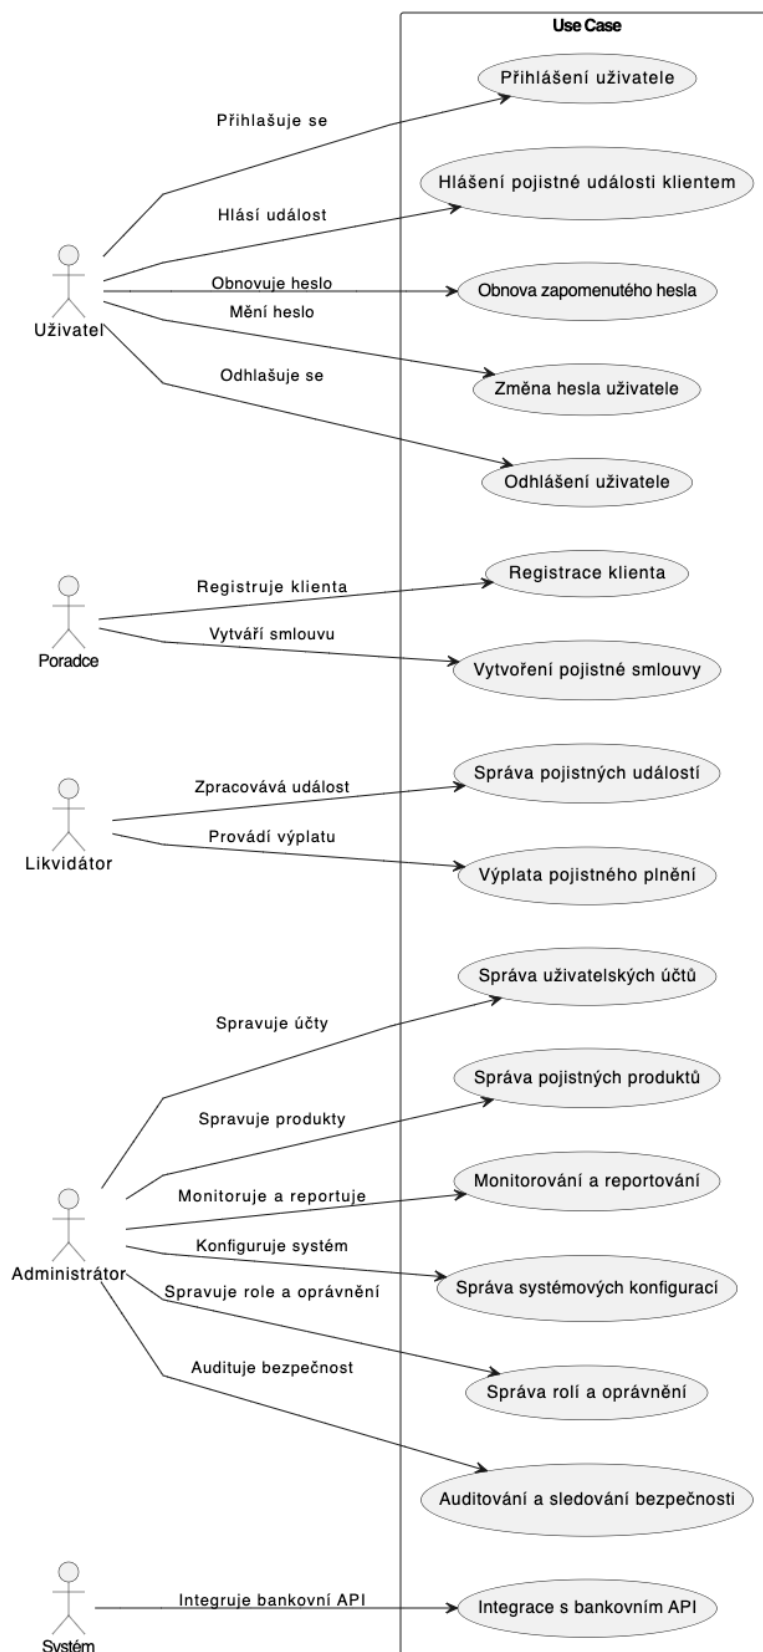 Use Case
Přihlášení uživatele
Přihlašuje se
Hlášení pojistné události klientem
Hlásí událost
Obnovuje heslo
Obnova zapomenutého hesla
Mění heslo
Uživatel
Odhlašuje se
Změna hesla uživatele
Odhlášení uživatele
Registrace klienta
Registruje klienta
Vytváří smlouvu
Poradce
Vytvoření pojistné smlouvy
Správa pojistných událostí
Zpracovává událost
Provádí výplatu
Likvidátor
Výplata pojistného plnění
Správa uživatelských účtů
Spravuje účty
Správa pojistných produktů
Spravuje produkty
Monitorování a reportování
Monitoruje a reportuje
Konfiguruje systém
Administrátor
Správa systémových konfigurací
Spravuje role a oprávnění
Audituje bezpečnost
Správa rolí a oprávnění
Auditování a sledování bezpečnosti
Integruje bankovní API
Integrace s bankovním API
Systém